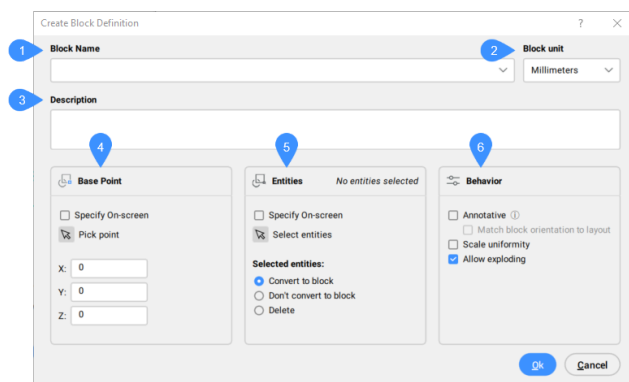 Create Block Definition ? ×
1 Block Name 2 Block unit
Millimeters
3 Description
4 5 6
Base Point
Specify On-screen
Pick point
X: 0
Y: 0
Z: 0
Entities No entities selected
Specify On-screen
Select entities
Selected entities:
Convert to block
Don't convert to block
Delete
Behavior
Annotative
Match block orientation to layout
Scale uniformity
Allow exploding
Ok Cancel